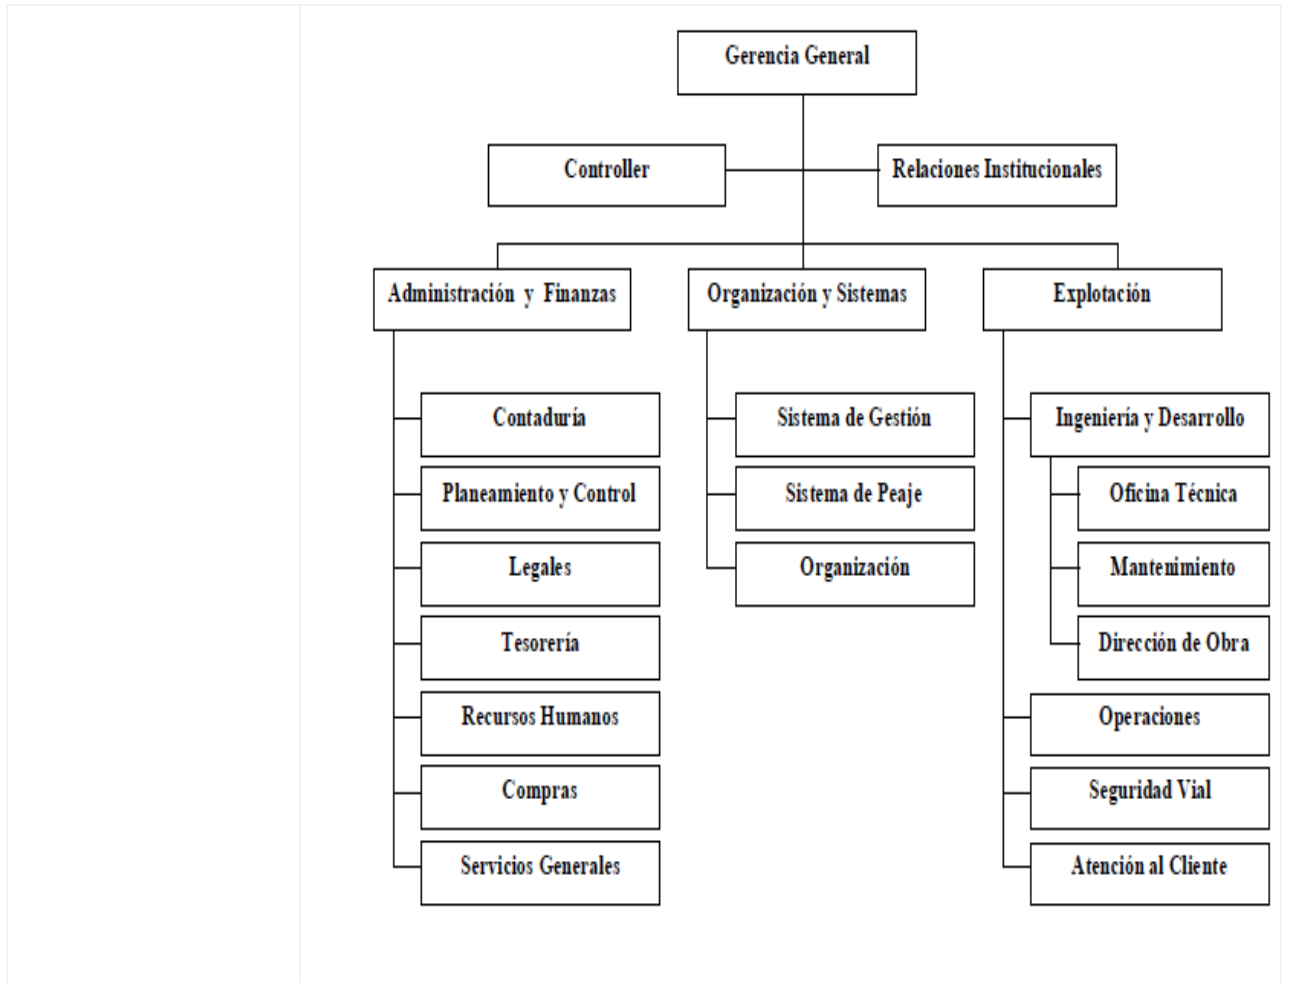 Gerencia General
Controller
Relaciones Institucionales
Administración y Finanzas
Organización y Sistemas
Explotación
Contaduría
Planeamiento y Control
Legales
Tesorería
Recursos Humanos
Compras
Servicios Generales
Sistema de Gestión
Sistema de Peaje
Organización
Ingeniería y Desarrollo
Oficina Técnica
Mantenimiento
Dirección de Obra
Operaciones
Seguridad Vial
Atención al Cliente